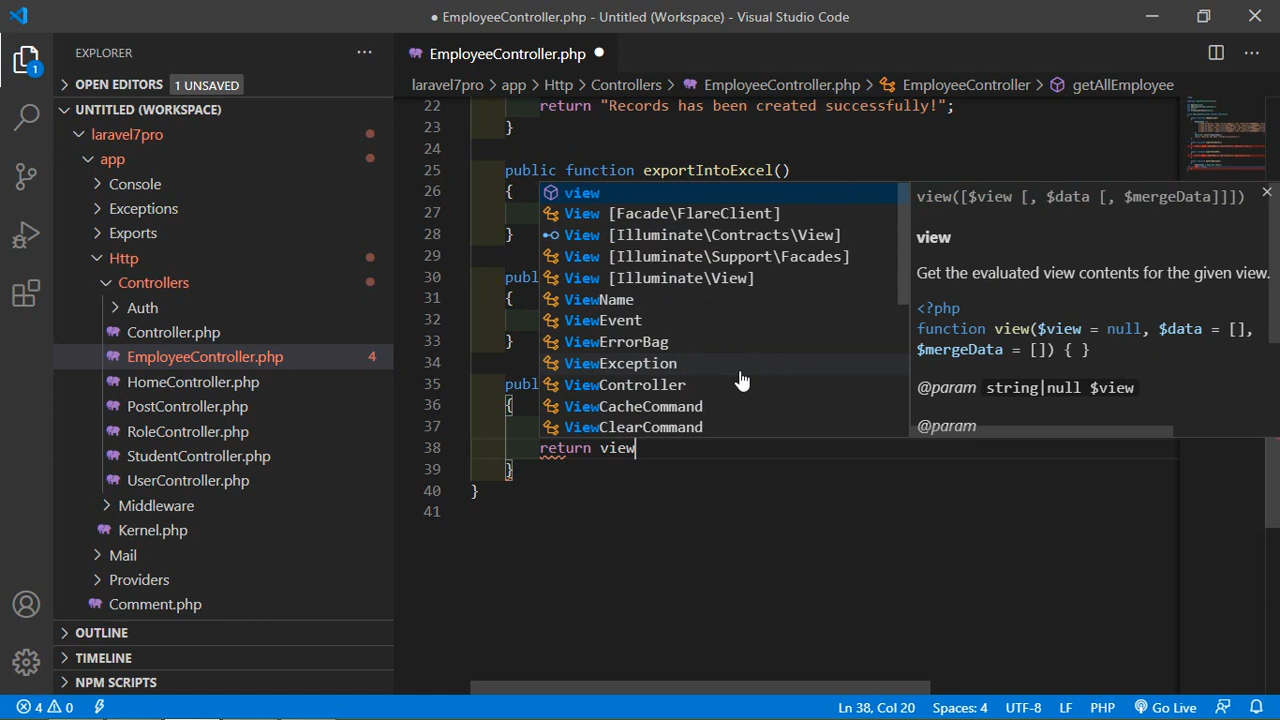 ● EmployeeController.php - Untitled (Workspace) - Visual Studio Code
EXPLORER
OPEN EDITORS 1 UNSAVED
UNTITLED (WORKSPACE)
laravel7pro
app
Console
Exceptions
Exports
Http
Controllers
Auth
Controller.php
EmployeeController.php 4
HomeController.php
PostController.php
RoleController.php
StudentController.php
UserController.php
Middleware
Kernel.php
Mail
Providers
Comment.php
OUTLINE
TIMELINE
NPM SCRIPTS
1
EmployeeController.php ●
laravel7pro > app > Http > Controllers > EmployeeController.php > EmployeeController > getAllEmployee
22 return "Records has been created successfully!";
23 }
24
25 public function exportIntoExcel()
26 {
27
28 }
29
30 publ
31 {
32
33 }
34
35 publ
36 {
37
38 return view
39 }
40 }
41
view
View [Facade\FlareClient]
View [Illuminate\Contracts\View]
View [Illuminate\Support\Facades]
View [Illuminate\View]
ViewName
ViewEvent
ViewErrorBag
ViewException
ViewController
ViewCacheCommand
ViewClearCommand
view([$view [, $data [, $mergeData]]])
view
Get the evaluated view contents for the given view.
<?php
function view($view = null, $data = [],
$mergeData = []) { }
@param string|null $view
@param
4 0
Ln 38, Col 20 Spaces: 4 UTF-8 LF PHP Go Live